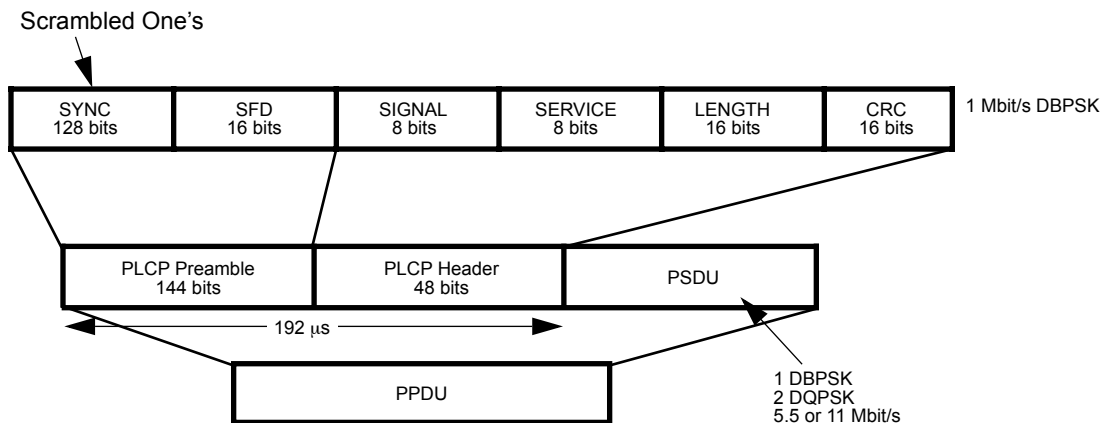 Scrambled One's
SYNC
128 bits
SFD
16 bits
SIGNAL
8 bits
SERVICE
8 bits
LENGTH
16 bits
CRC
16 bits
1 Mbit/s DBPSK
PLCP Preamble
144 bits
PLCP Header
48 bits
PSDU
192 μs
1 DBPSK
2 DQPSK
5.5 or 11 Mbit/s
PPDU